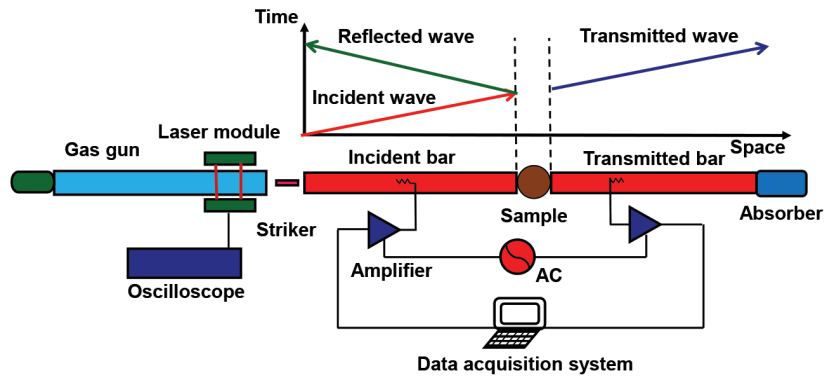 Time
Reflected wave
Transmitted wave
Incident wave
Space
Laser module
Gas gun
Incident bar
Transmitted bar
Striker
Sample
Absorber
Amplifier
AC
Oscilloscope
Data acquisition system